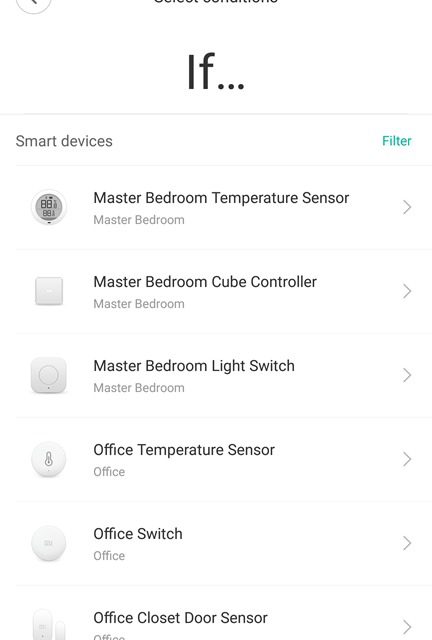 Select conditions
If...
Smart devices
Filter
Master Bedroom Temperature Sensor
Master Bedroom
Master Bedroom Cube Controller
Master Bedroom
Master Bedroom Light Switch
Master Bedroom
Office Temperature Sensor
Office
Office Switch
Office
Office Closet Door Sensor
Office